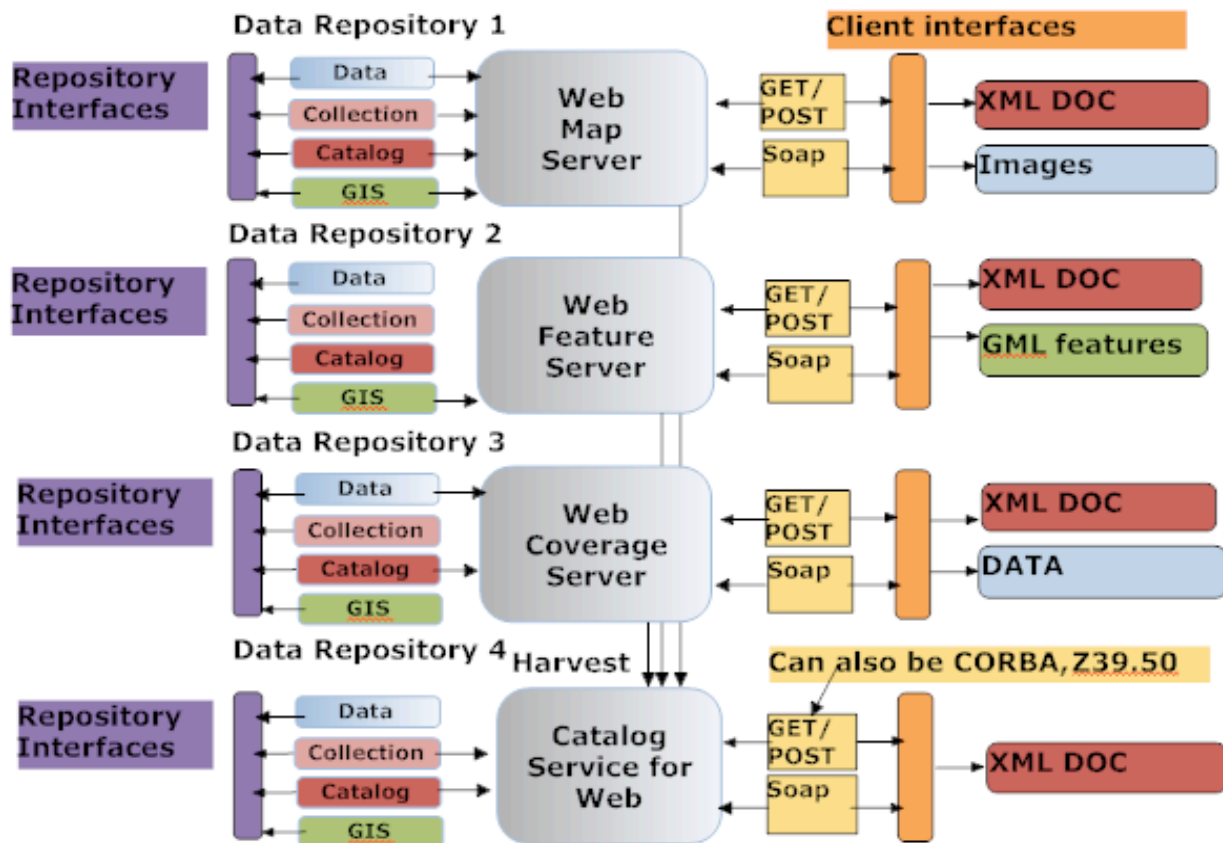 Data Repository 1
Client interfaces
Repository
Interfaces
Data
Collection
Catalog
GIS
Web
Map
Server
GET/
POST
Soap
XML DOC
Images
Data Repository 2
Repository
Interfaces
Data
Collection
Catalog
GIS
Web
Feature
Server
GET/
POST
Soap
XML DOC
GML features
Data Repository 3
Repository
Interfaces
Data
Collection
Catalog
GIS
Web
Coverage
Server
GET/
POST
Soap
XML DOC
DATA
Data Repository 4
Harvest
Can also be CORBA, Z39.50
Repository
Interfaces
Data
Collection
Catalog
GIS
Catalog
Service for
Web
GET/
POST
Soap
XML DOC